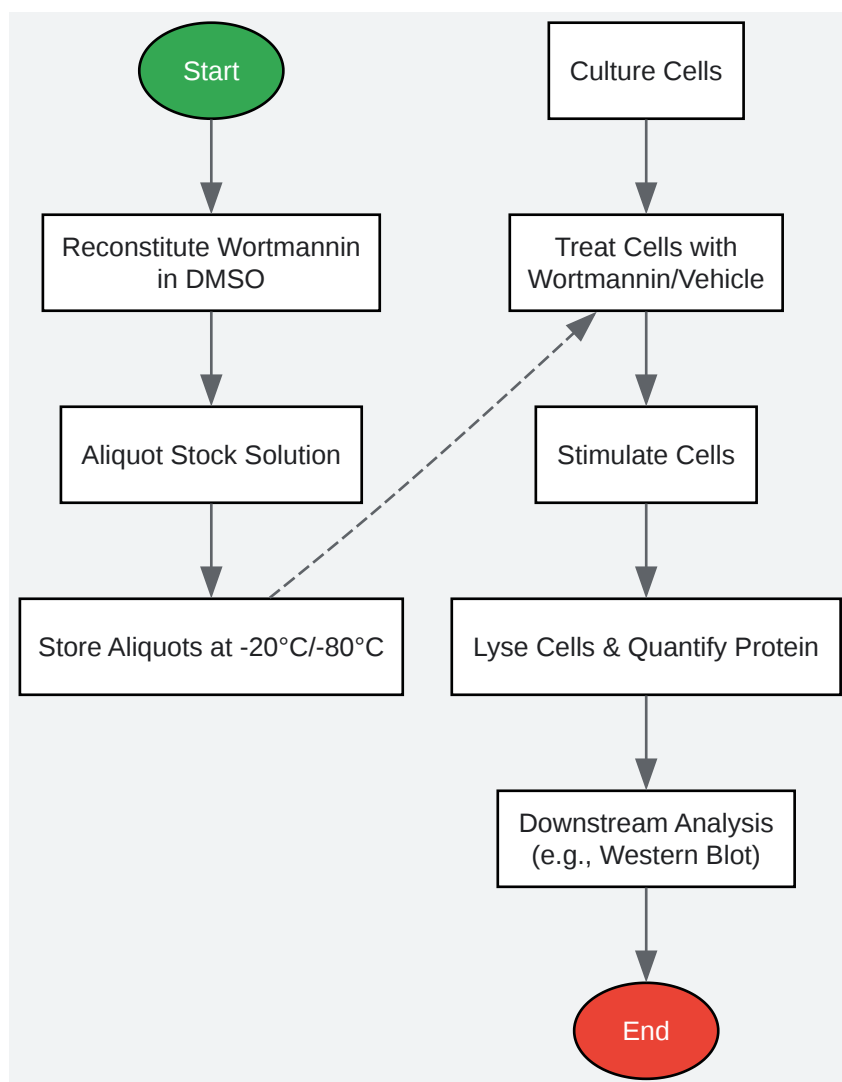 Start
Reconstitute Wortmannin
in DMSO
Aliquot Stock Solution
Store Aliquots at -20°C/-80°C
Culture Cells
Treat Cells with
Wortmannin/Vehicle
Stimulate Cells
Lyse Cells & Quantify Protein
Downstream Analysis
(e.g., Western Blot)
End